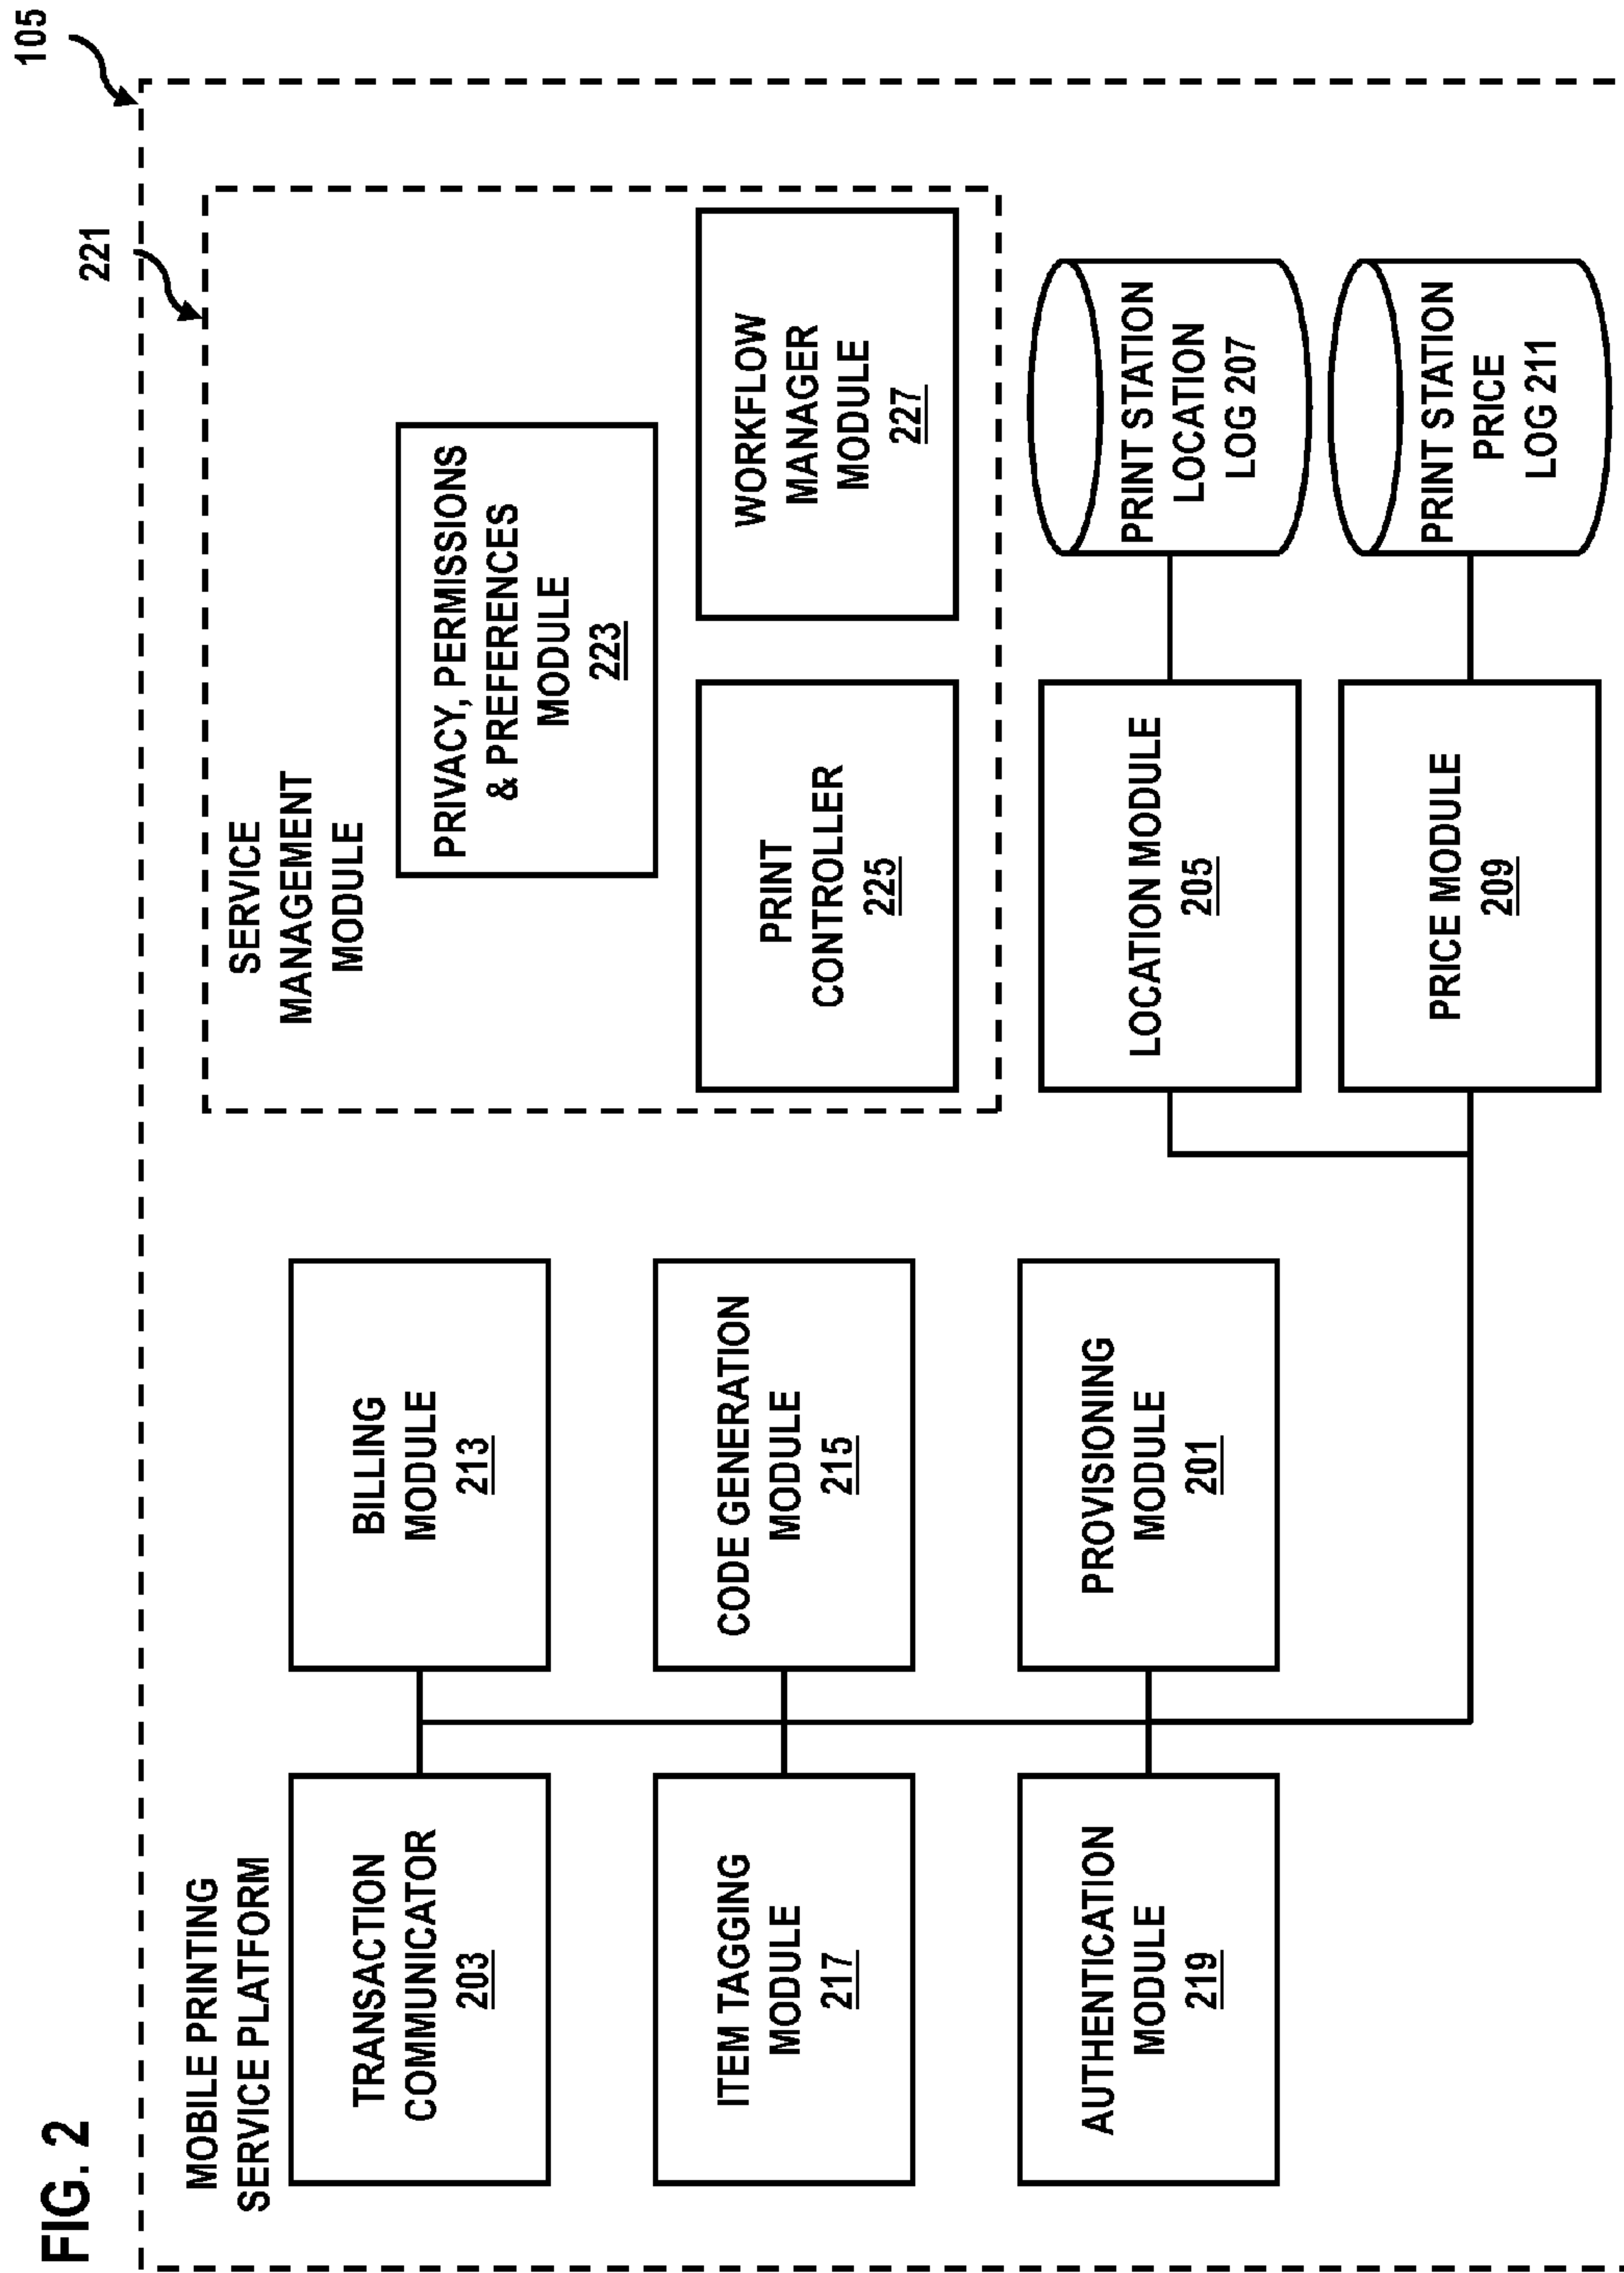 FIG. 2
105
MOBILE PRINTING
SERVICE PLATFORM
221
TRANSACTION
COMMUNICATOR
203
BILLING
MODULE
213
ITEM TAGGING
MODULE
217
CODE GENERATION
MODULE
215
AUTHENTICATION
MODULE
219
PROVISIONING
MODULE
201
SERVICE
MANAGEMENT
MODULE
PRIVACY, PERMISSIONS
& PREFERENCES
MODULE
223
PRINT
CONTROLLER
225
WORKFLOW
MANAGER
MODULE
227
LOCATION MODULE
205
PRINT STATION
LOCATION
LOG 207
PRICE MODULE
209
PRINT STATION
PRICE
LOG 211